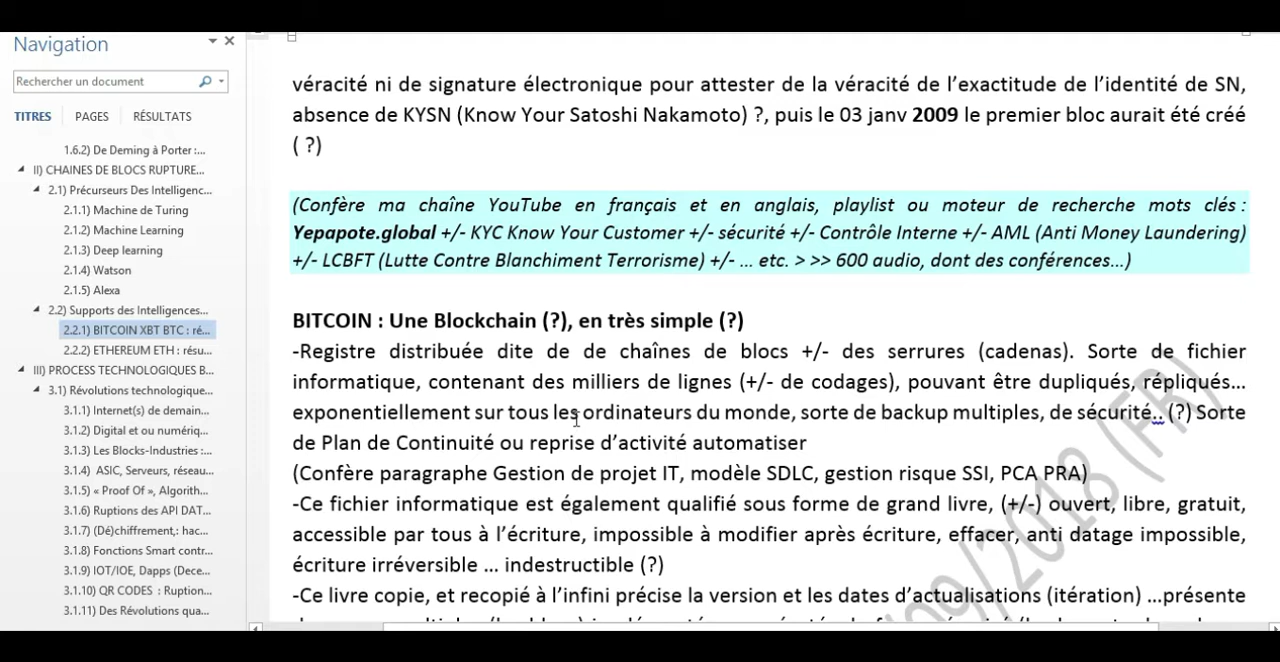 Navigation
Rechercher un document
TITRES PAGES RÉSULTATS
1.6.2) De Deming à Porter :...
II) CHAINES DE BLOCS RUPTURE...
2.1) Précurseurs Des Intelligenc...
2.1.1) Machine de Turing
2.1.2) Machine Learning
2.1.3) Deep learning
2.1.4) Watson
2.1.5) Alexa
2.2) Supports des Intelligences...
2.2.1) BITCOIN XBT BTC : ré...
2.2.2) ETHEREUM ETH : résu...
III) PROCESS TECHNOLOGIQUES B...
3.1) Révolutions technologique...
3.1.1) Internet(s) de demain...
3.1.2) Digital et ou numériq...
3.1.3) Les Blocks-Industries :...
3.1.4) ASIC, Serveurs, réseau...
3.1.5) « Proof Of », Algorith...
3.1.6) Ruptions des API DAT...
3.1.7) (Dé)chiffrement,: hac...
3.1.8) Fonctions Smart contr...
3.1.9) IOT/IOE, Dapps (Dece...
3.1.10) QR CODES : Ruption...
3.1.11) Des Révolutions qua...
véracité ni de signature électronique pour attester de la véracité de l’exactitude de l’identité de SN,
absence de KYSN (Know Your Satoshi Nakamoto) ?, puis le 03 janv 2009 le premier bloc aurait été créé
( ?)
(Confère ma chaîne YouTube en français et en anglais, playlist ou moteur de recherche mots clés :
Yepapote.global +/- KYC Know Your Customer +/- sécurité +/- Contrôle Interne +/- AML (Anti Money Laundering)
+/- LCBFT (Lutte Contre Blanchiment Terrorisme) +/- ... etc. > >> 600 audio, dont des conférences...)
BITCOIN : Une Blockchain (?), en très simple (?)
-Registre distribuée dite de de chaînes de blocs +/- des serrures (cadenas). Sorte de fichier
informatique, contenant des milliers de lignes (+/- de codages), pouvant être dupliqués, répliqués...
exponentiellement sur tous les ordinateurs du monde, sorte de backup multiples, de sécurité.. (?) Sorte
de Plan de Continuité ou reprise d’activité automatiser
(Confère paragraphe Gestion de projet IT, modèle SDLC, gestion risque SSI, PCA PRA)
-Ce fichier informatique est également qualifié sous forme de grand livre, (+/-) ouvert, libre, gratuit,
accessible par tous à l’écriture, impossible à modifier après écriture, effacer, anti datage impossible,
écriture irréversible ... indestructible (?)
-Ce livre copie, et recopié à l’infini précise la version et les dates d’actualisations (itération) ...présente